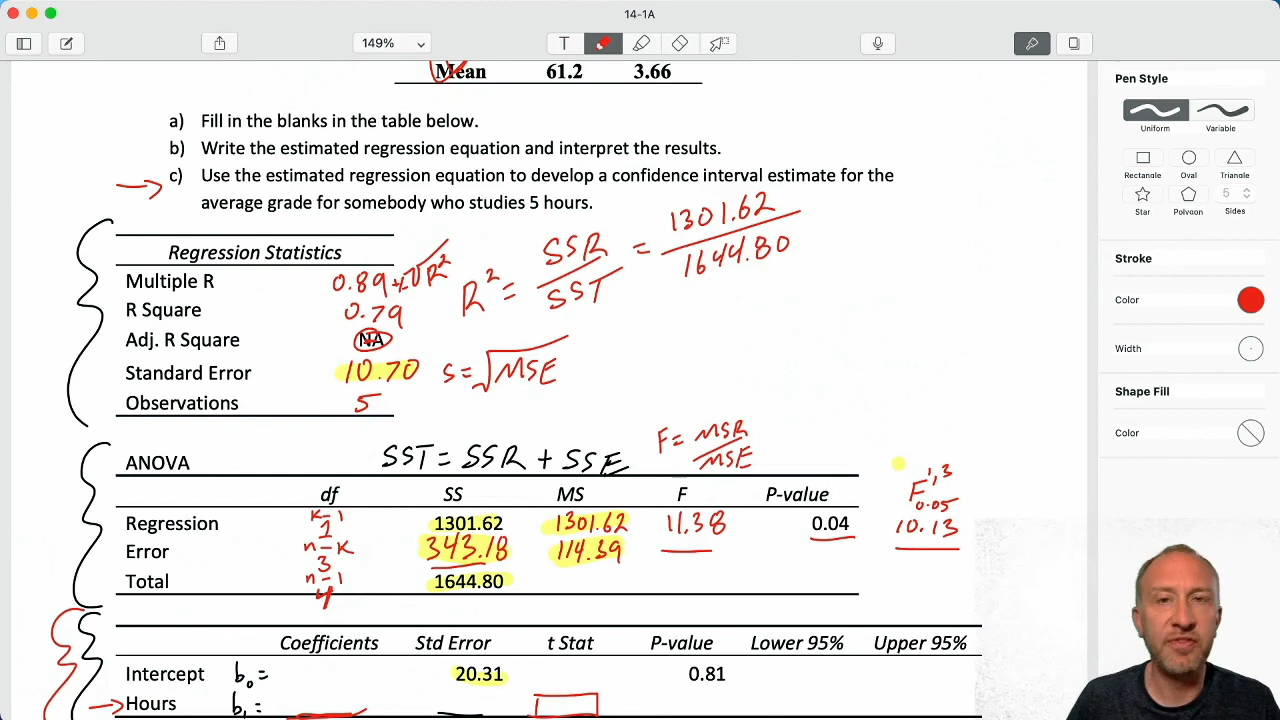 14-1A
149%
T
Pen Style
Uniform Variable
Rectangle Oval Triangle
Star Polygon 5 Sides
Stroke
Color
Width
Shape Fill
Color
Mean 61.2 3.66
a) Fill in the blanks in the table below.
b) Write the estimated regression equation and interpret the results.
c) Use the estimated regression equation to develop a confidence interval estimate for the
average grade for somebody who studies 5 hours.
Regression Statistics
Multiple R 0.89 ± √R²
R Square 0.79
Adj. R Square NA
Standard Error 10.70
Observations 5
R² = SSR/SST = 1301.62/1644.80
s = √MSE
ANOVA SST = SSR + SSE F = MSR/MSE
df SS MS F P-value
Regression k-1 1 1301.62 1301.62 11.38 0.04
Error n-k 3 343.18 114.39
Total n-1 4 1644.80
F 1,3
0.05
10.13
Coefficients Std Error t Stat P-value Lower 95% Upper 95%
Intercept b₀ = 20.31 0.81
Hours b₁ =